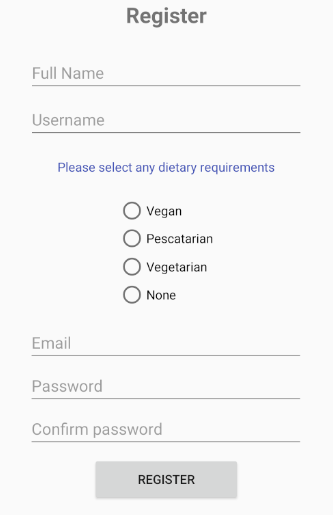 Register
Full Name
Username
Please select any dietary requirements
Vegan
Pescatarian
Vegetarian
None
Email
Password
Confirm password
REGISTER